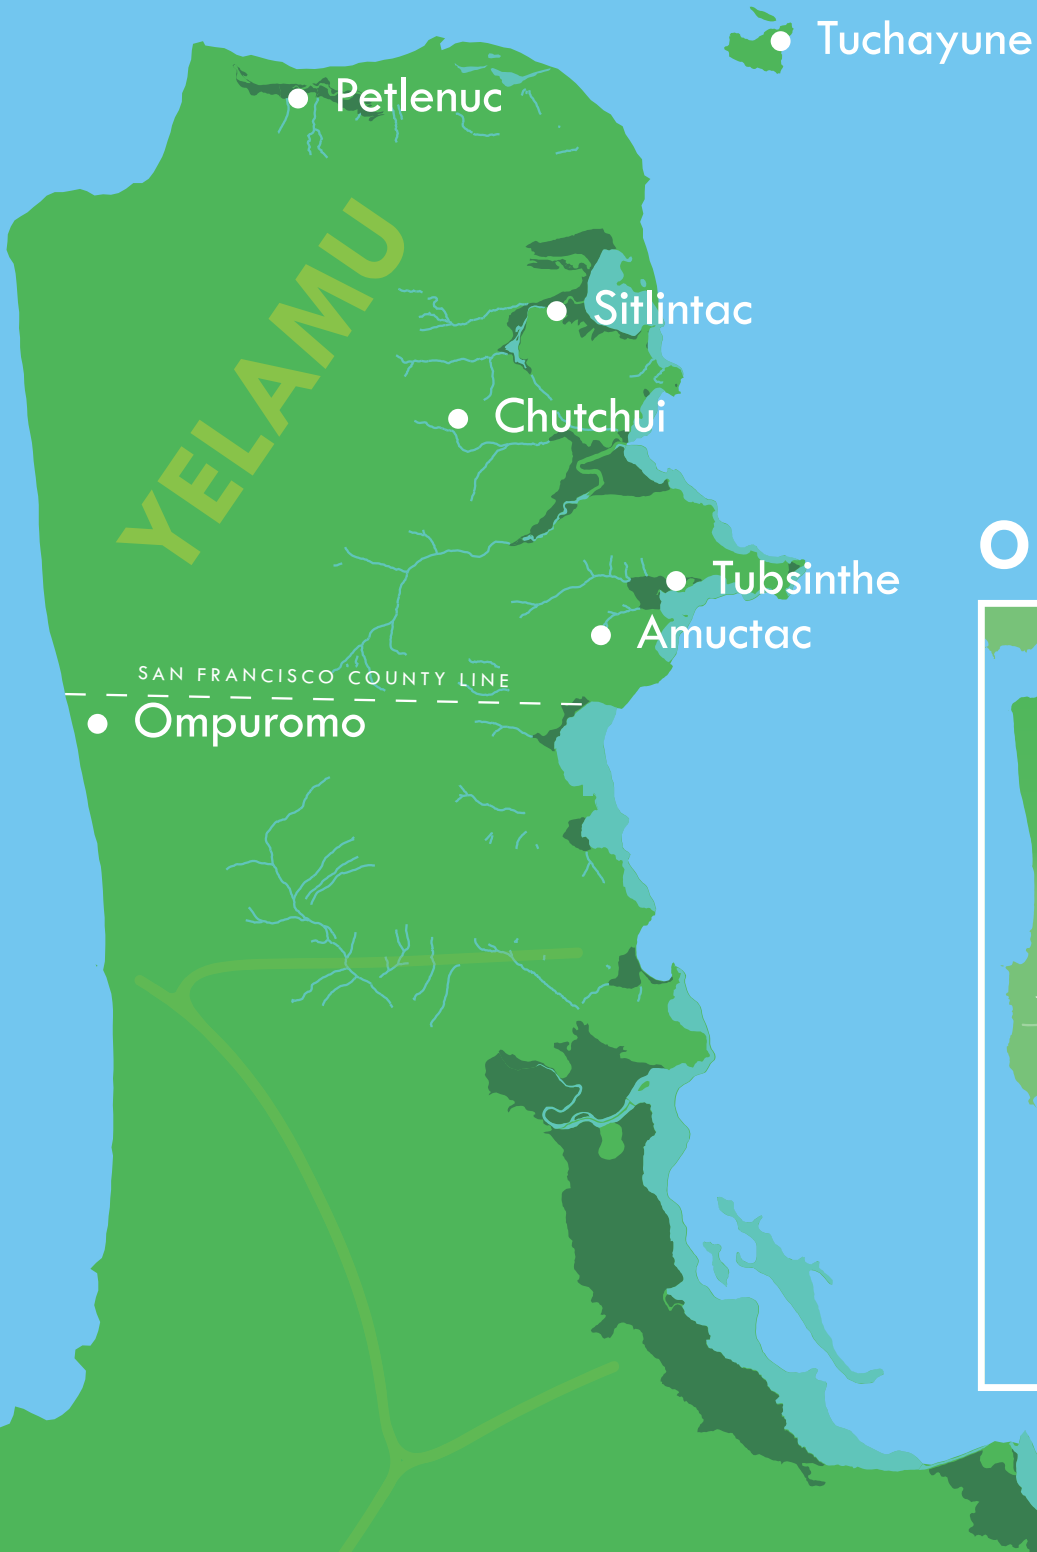 Tuchayune
Petlenuc
YELAMU
Sitlintac
Chutchui
O
Tubsinthe
Amuctac
SAN FRANCISCO COUNTY LINE
Ompuromo